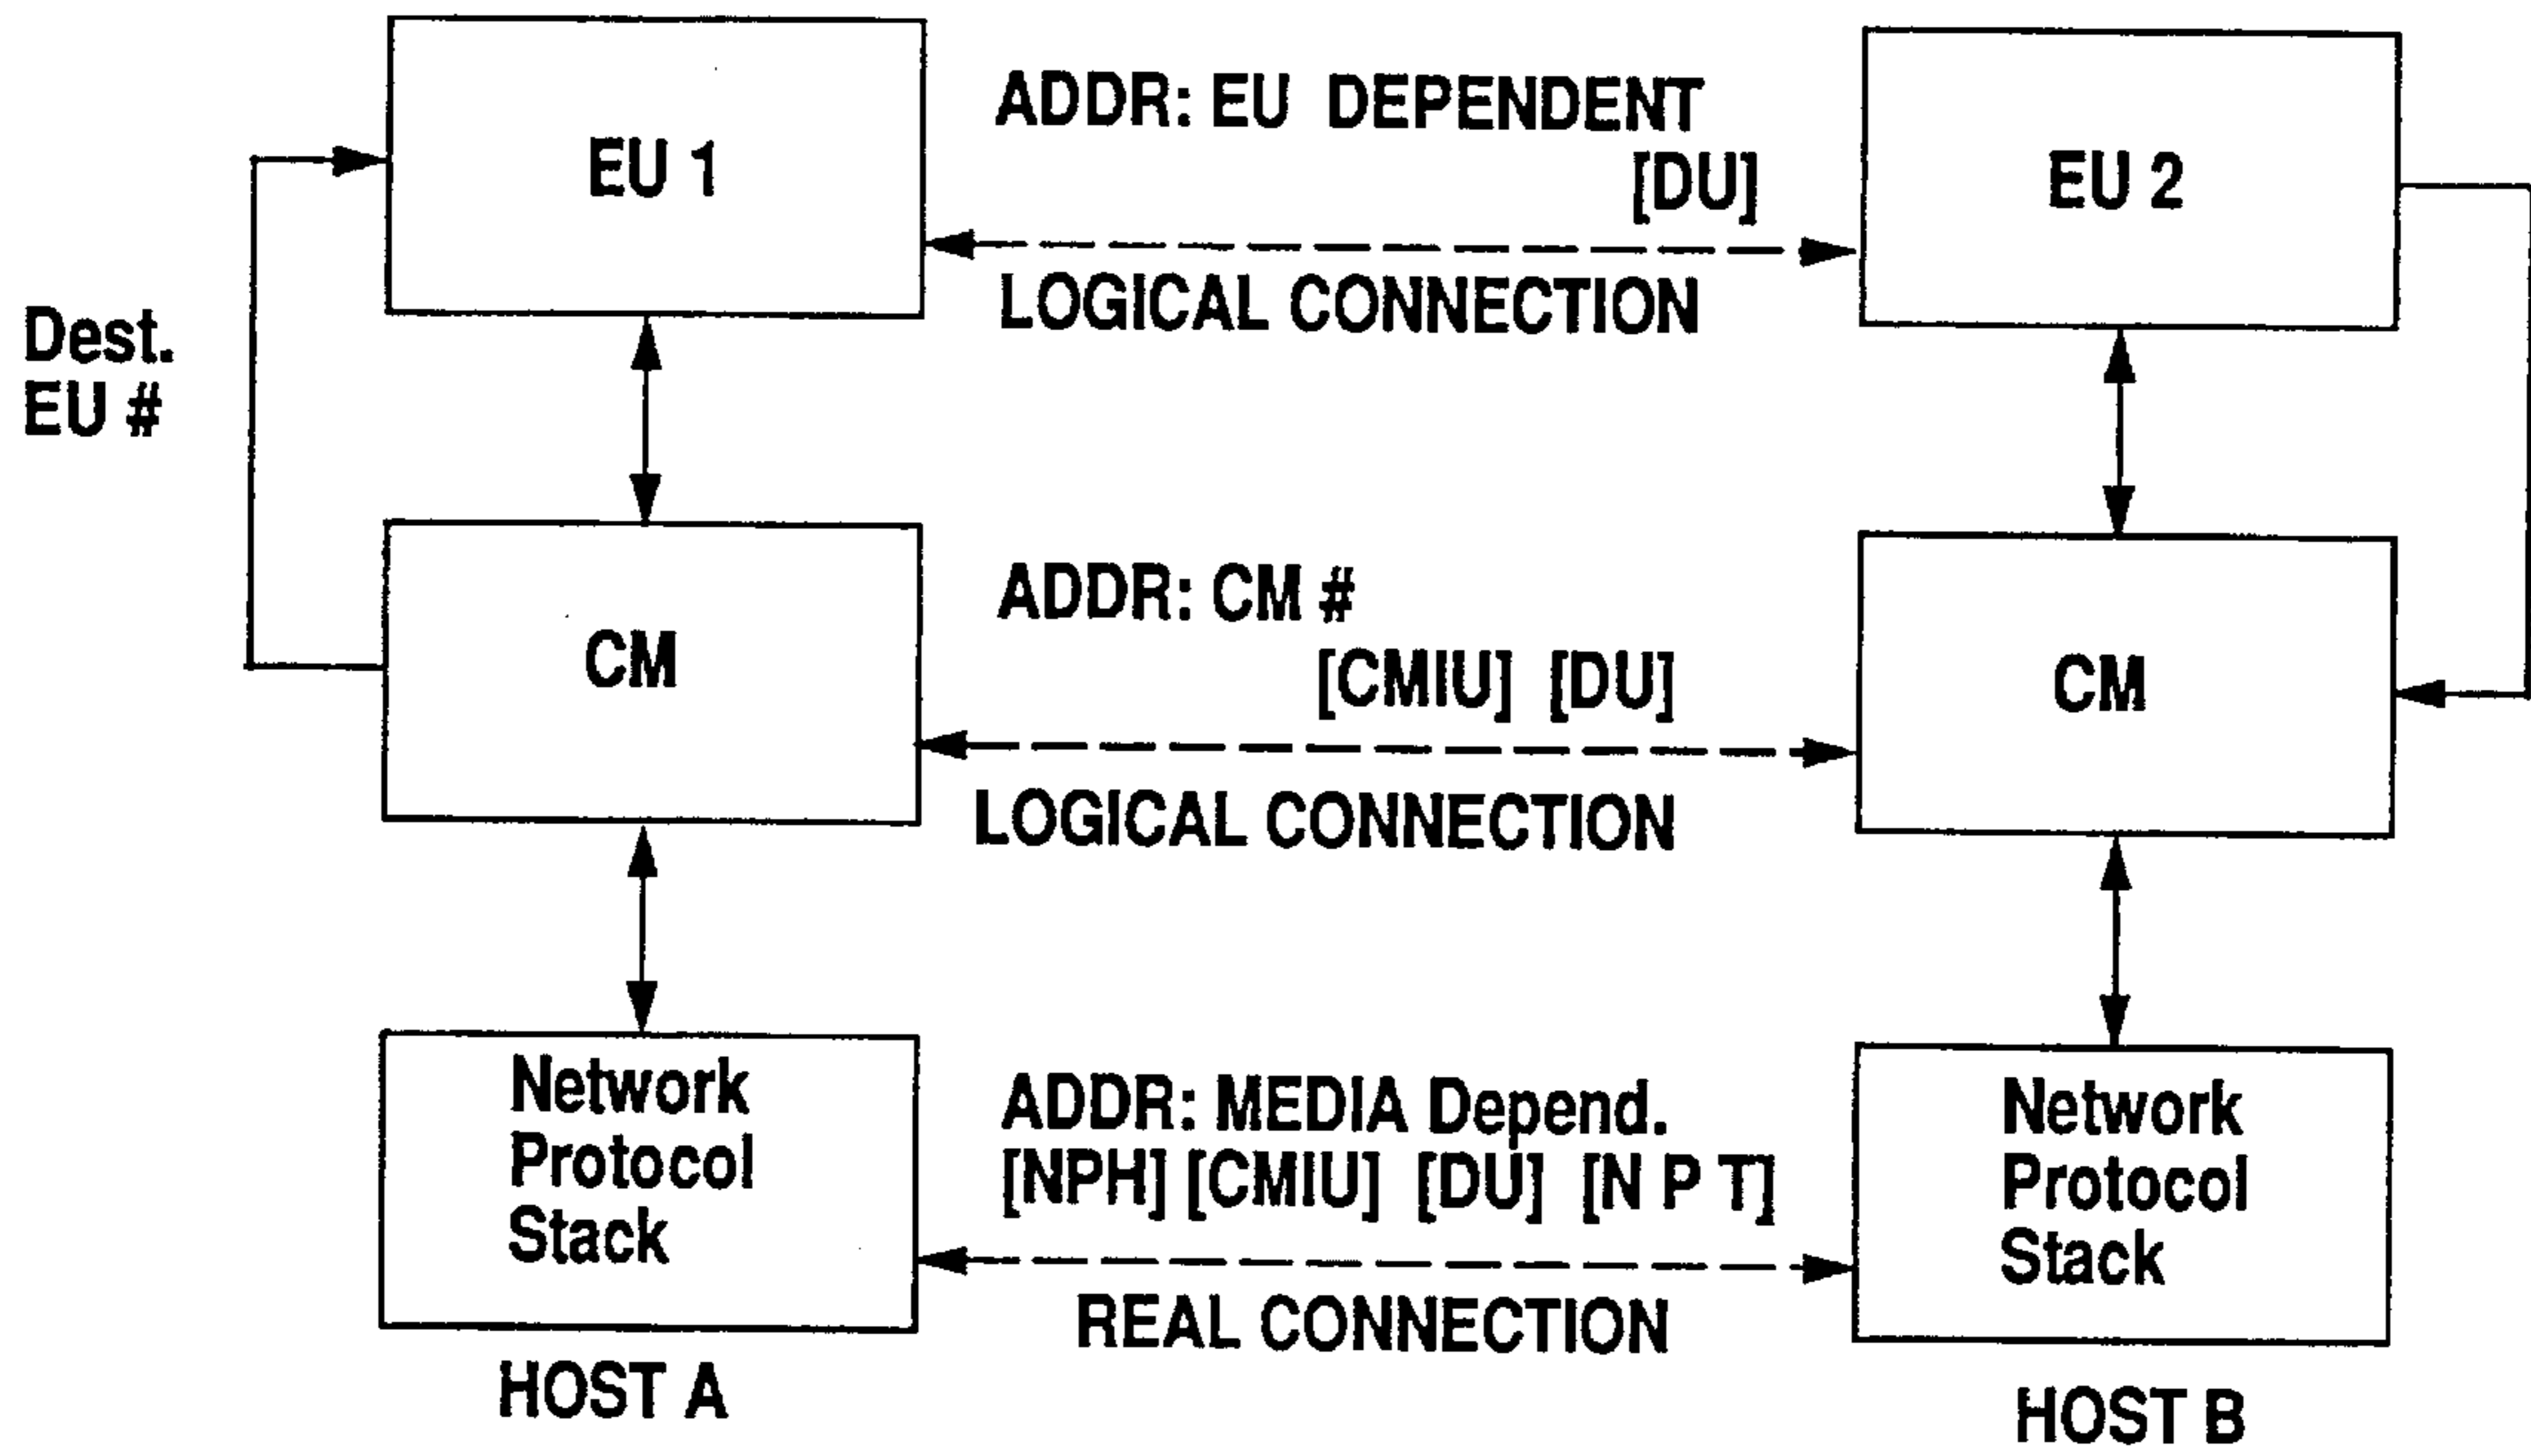 EU 1
ADDR: EU DEPENDENT
[DU]
LOGICAL CONNECTION
EU 2
Dest.
EU #
CM
ADDR: CM #
[CMIU] [DU]
LOGICAL CONNECTION
CM
Network
Protocol
Stack
ADDR: MEDIA Depend.
[NPH] [CMIU] [DU] [N P T]
REAL CONNECTION
Network
Protocol
Stack
HOST A
HOST B